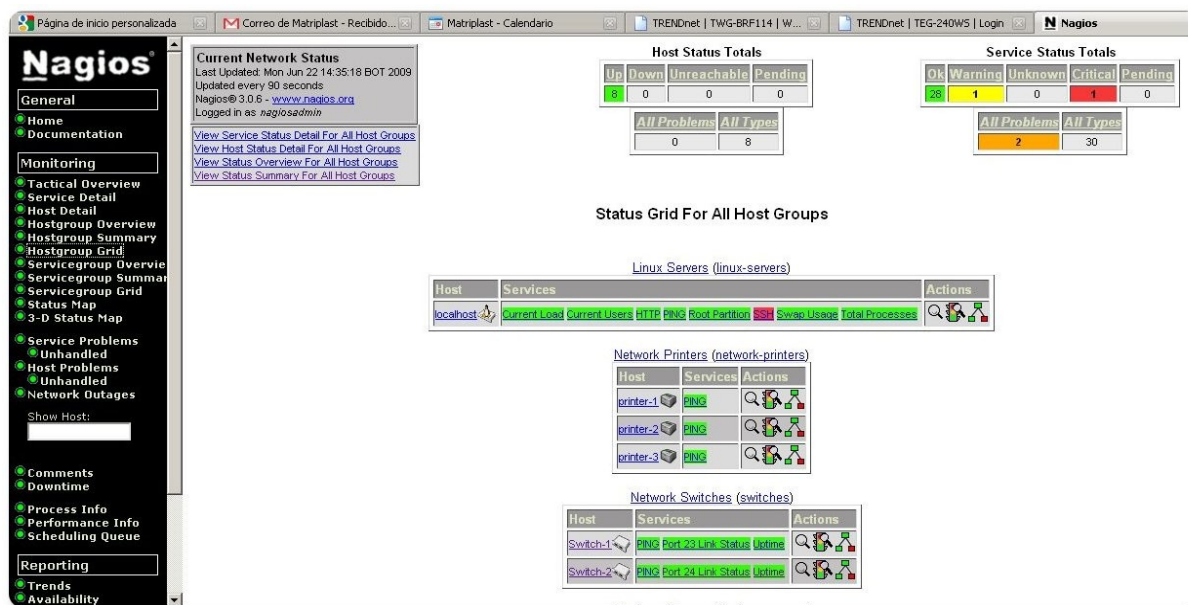 Página de inicio personalizada
Correo de Matriplast - Recibido...
Matriplast - Calendario
TRENDnet | TWG-BRF114 | W...
TRENDnet | TEG-240WS | Login
Nagios
Nagios®
General
Home
Documentation
Monitoring
Tactical Overview
Service Detail
Host Detail
Hostgroup Overview
Hostgroup Summary
Hostgroup Grid
Servicegroup Overvie
Servicegroup Summar
Servicegroup Grid
Status Map
3-D Status Map
Service Problems
Unhandled
Host Problems
Unhandled
Network Outages
Show Host:
Comments
Downtime
Process Info
Performance Info
Scheduling Queue
Reporting
Trends
Availability
Current Network Status
Last Updated: Mon Jun 22 14:35:18 BOT 2009
Updated every 90 seconds
Nagios® 3.0.6 - www.nagios.org
Logged in as nagiosadmin
View Service Status Detail For All Host Groups
View Host Status Detail For All Host Groups
View Status Overview For All Host Groups
View Status Summary For All Host Groups
Host Status Totals
Up Down Unreachable Pending
8 0 0 0
All Problems All Types
0 8
Service Status Totals
Ok Warning Unknown Critical Pending
28 1 0 1 0
All Problems All Types
2 30
Status Grid For All Host Groups
Linux Servers (linux-servers)
Host Services Actions
localhost Current Load Current Users HTTP PING Root Partition SSH Swap Usage Total Processes
Network Printers (network-printers)
Host Services Actions
printer-1 PING
printer-2 PING
printer-3 PING
Network Switches (switches)
Host Services Actions
Switch-1 PING Port 23 Link Status Uptime
Switch-2 PING Port 24 Link Status Uptime